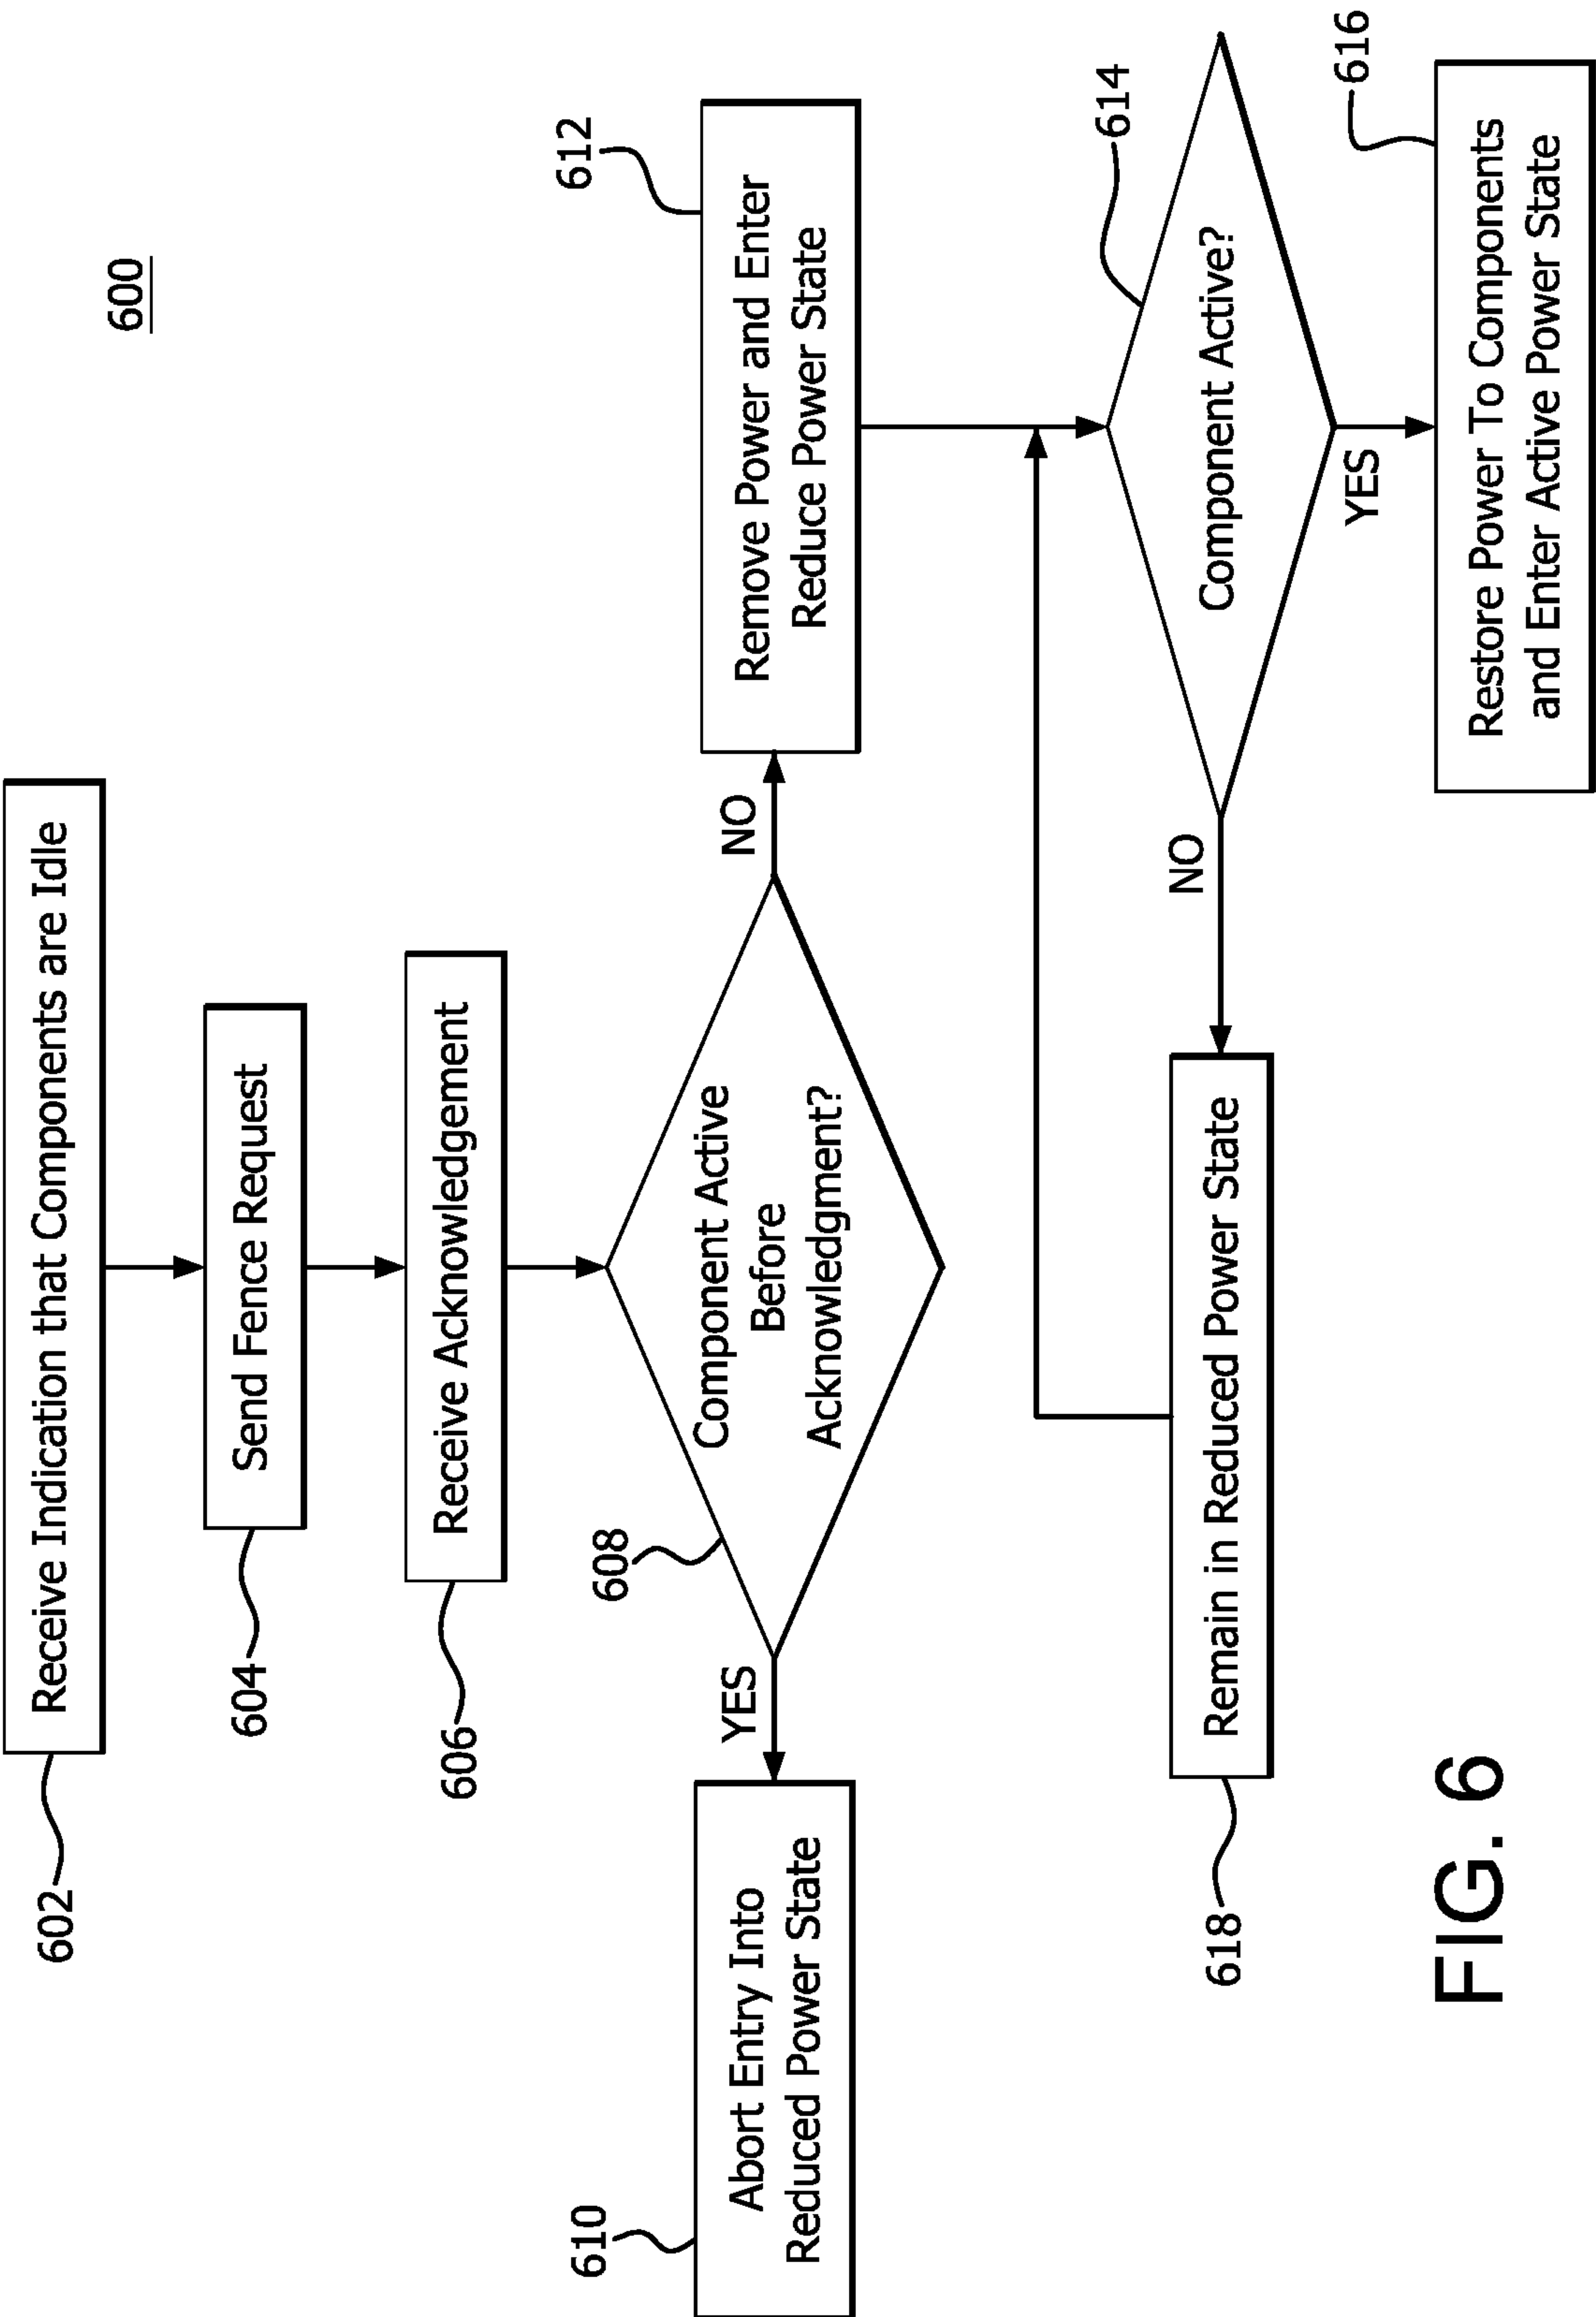 600
602
Receive Indication that Components are Idle
604
Send Fence Request
606
Receive Acknowledgement
608
Component Active
Before
Acknowledgment?
YES
NO
610
Abort Entry Into
Reduced Power State
612
Remove Power and Enter
Reduce Power State
614
Component Active?
NO
YES
618
Remain in Reduced Power State
616
Restore Power To Components
and Enter Active Power State
FIG. 6